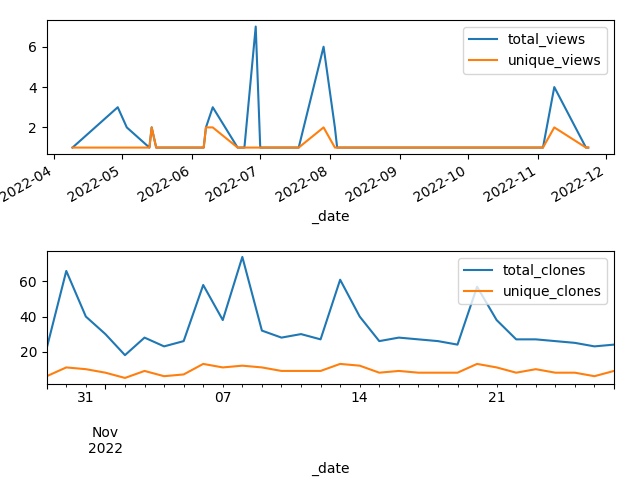 total_views
unique_views
6
4
2
2022-04
2022-05
2022-06
2022-07
2022-08
2022-09
2022-10
2022-11
2022-12
_date
total_clones
unique_clones
60
40
20
31
07
14
21
Nov
2022
_date